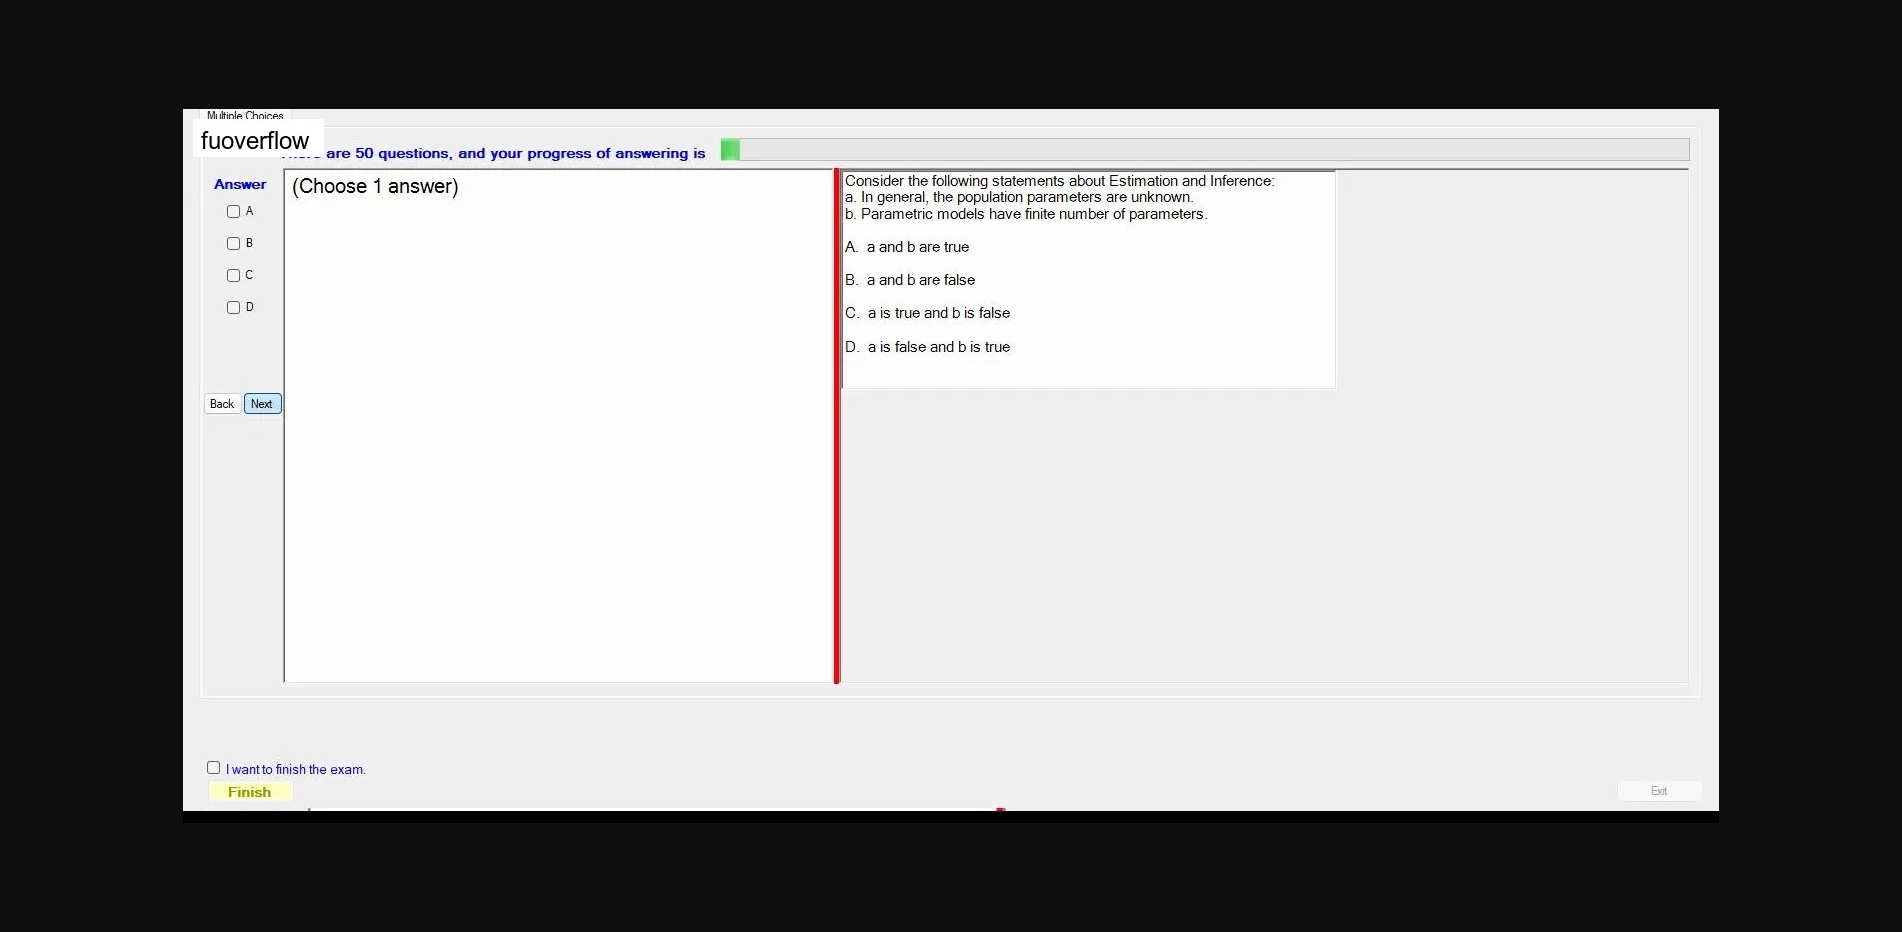 Multiple Choices
fuoverflow
are 50 questions, and your progress of answering is
Answer
(Choose 1 answer)
A
B
C
D
Back
Next
Consider the following statements about Estimation and Inference:
a. In general, the population parameters are unknown.
b. Parametric models have finite number of parameters.
A. a and b are true
B. a and b are false
C. a is true and b is false
D. a is false and b is true
I want to finish the exam.
Finish
Exit